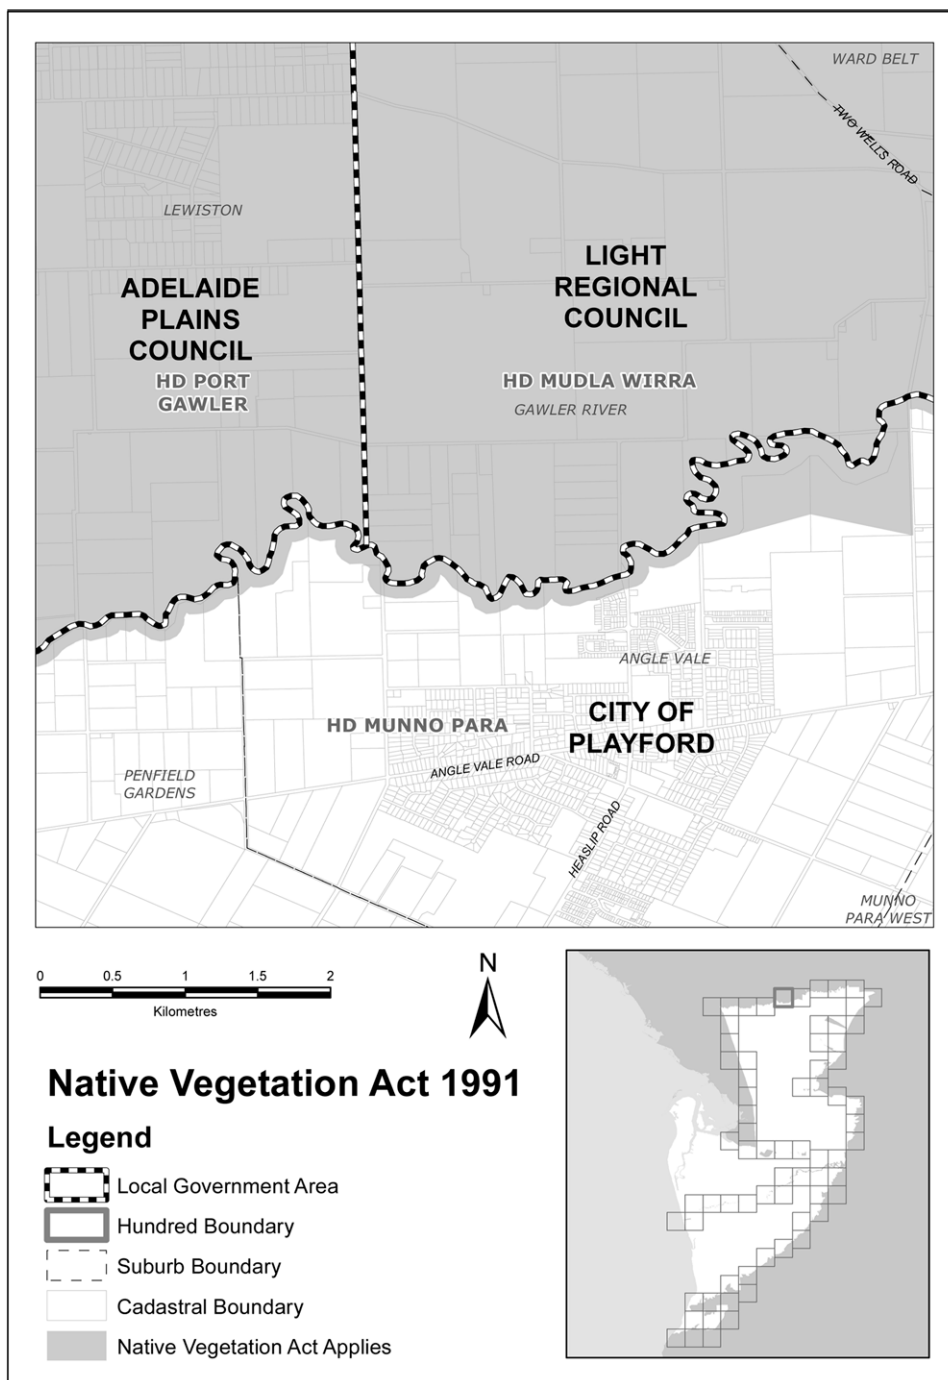 WARD BELT
TWO WELLS ROAD
LEWISTON
LIGHT
REGIONAL
COUNCIL
ADELAIDE
PLAINS
COUNCIL
HD PORT
GAWLER
HD MUDLA WIRRA
GAWLER RIVER
ANGLE VALE
HD MUNNO PARA
CITY OF
PLAYFORD
ANGLE VALE ROAD
PENFIELD
GARDENS
HEASLIP ROAD
MUNNO
PARA WEST
0 0.5 1 1.5 2
Kilometres
N
Native Vegetation Act 1991
Legend
Local Government Area
Hundred Boundary
Suburb Boundary
Cadastral Boundary
Native Vegetation Act Applies